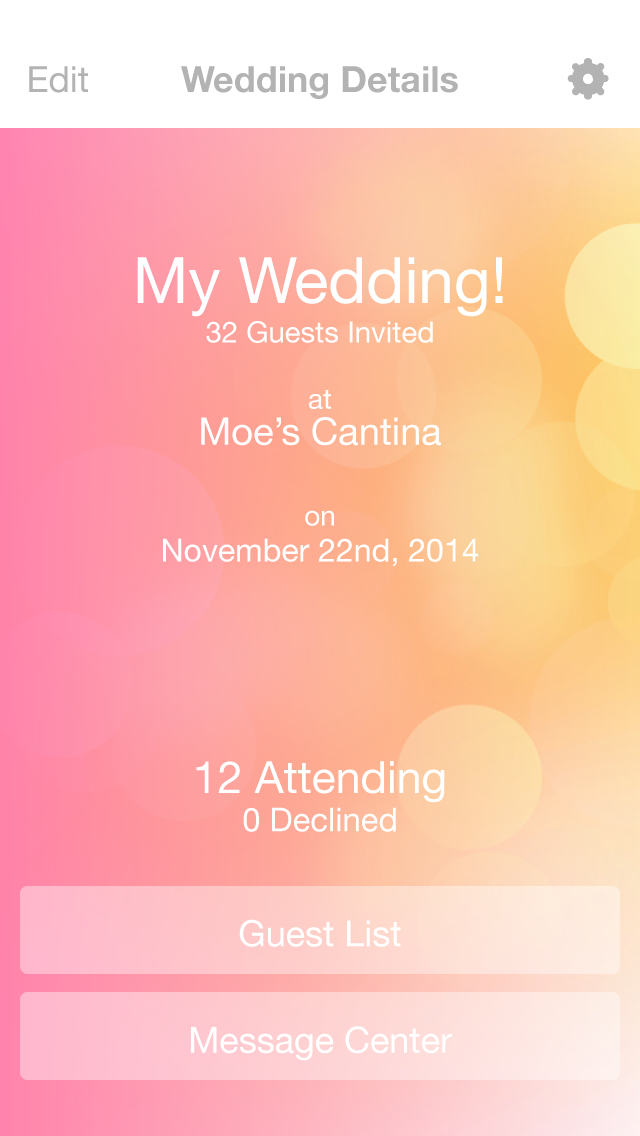 Edit Wedding Details
My Wedding!
32 Guests Invited
at
Moe’s Cantina
on
November 22nd, 2014
12 Attending
0 Declined
Guest List
Message Center